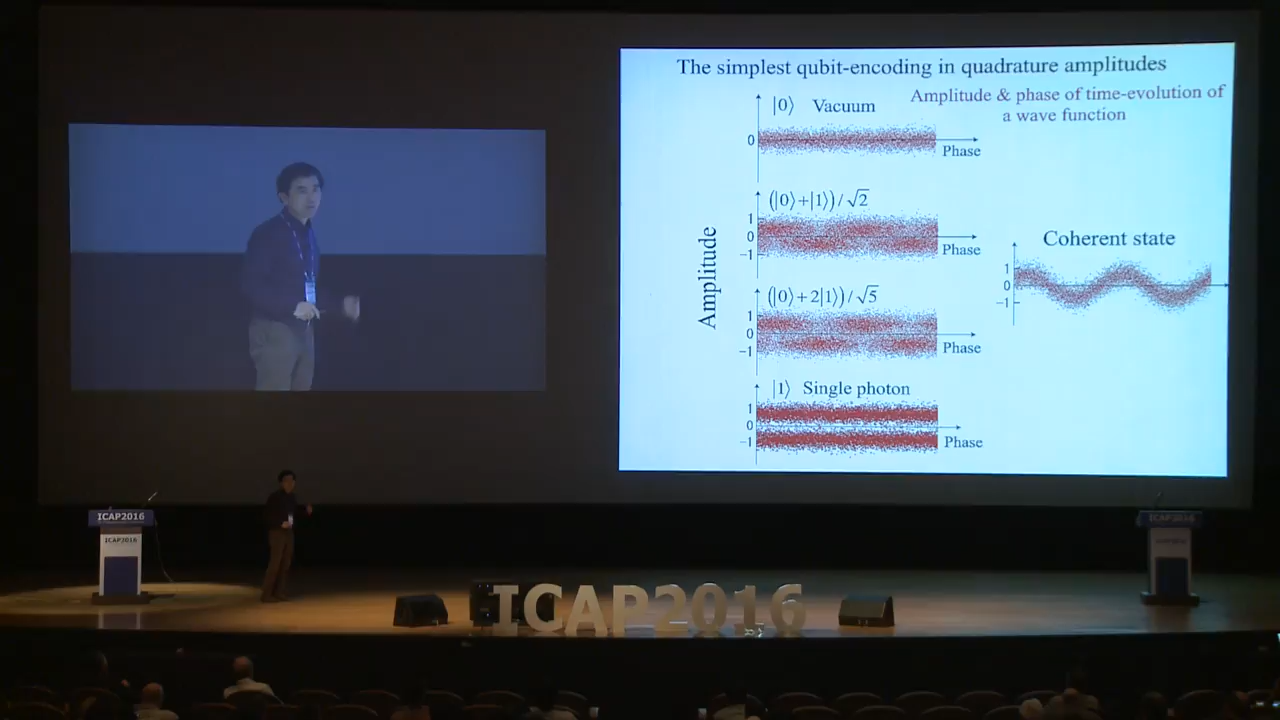 The simplest qubit-encoding in quadrature amplitudes
Amplitude & phase of time-evolution of
a wave function
|0⟩ Vacuum
0
Phase
(|0⟩+|1⟩)/√2
1
0
−1
Phase
Amplitude
(|0⟩+2|1⟩)/√5
1
0
−1
Phase
|1⟩ Single photon
1
0
−1
Phase
Coherent state
1
0
−1
ICAP2016
ICAP2016
ICAP2016
ICAP2016